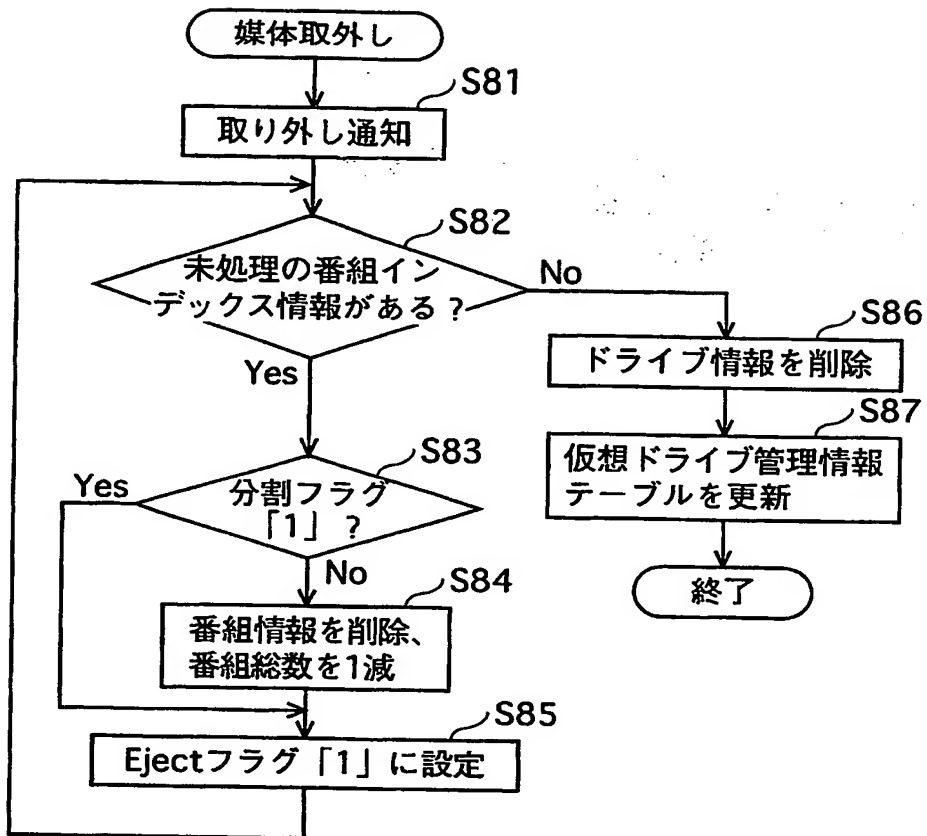 媒体取外し
S81
取り外し通知
S82
未処理の番組イン
デックス情報がある?
No
Yes
S86
ドライブ情報を削除
S87
仮想ドライブ管理情報
テーブルを更新
終了
S83
Yes
分割フラグ
「1」?
No
S84
番組情報を削除、
番組総数を1減
S85
Ejectフラグ「1」に設定